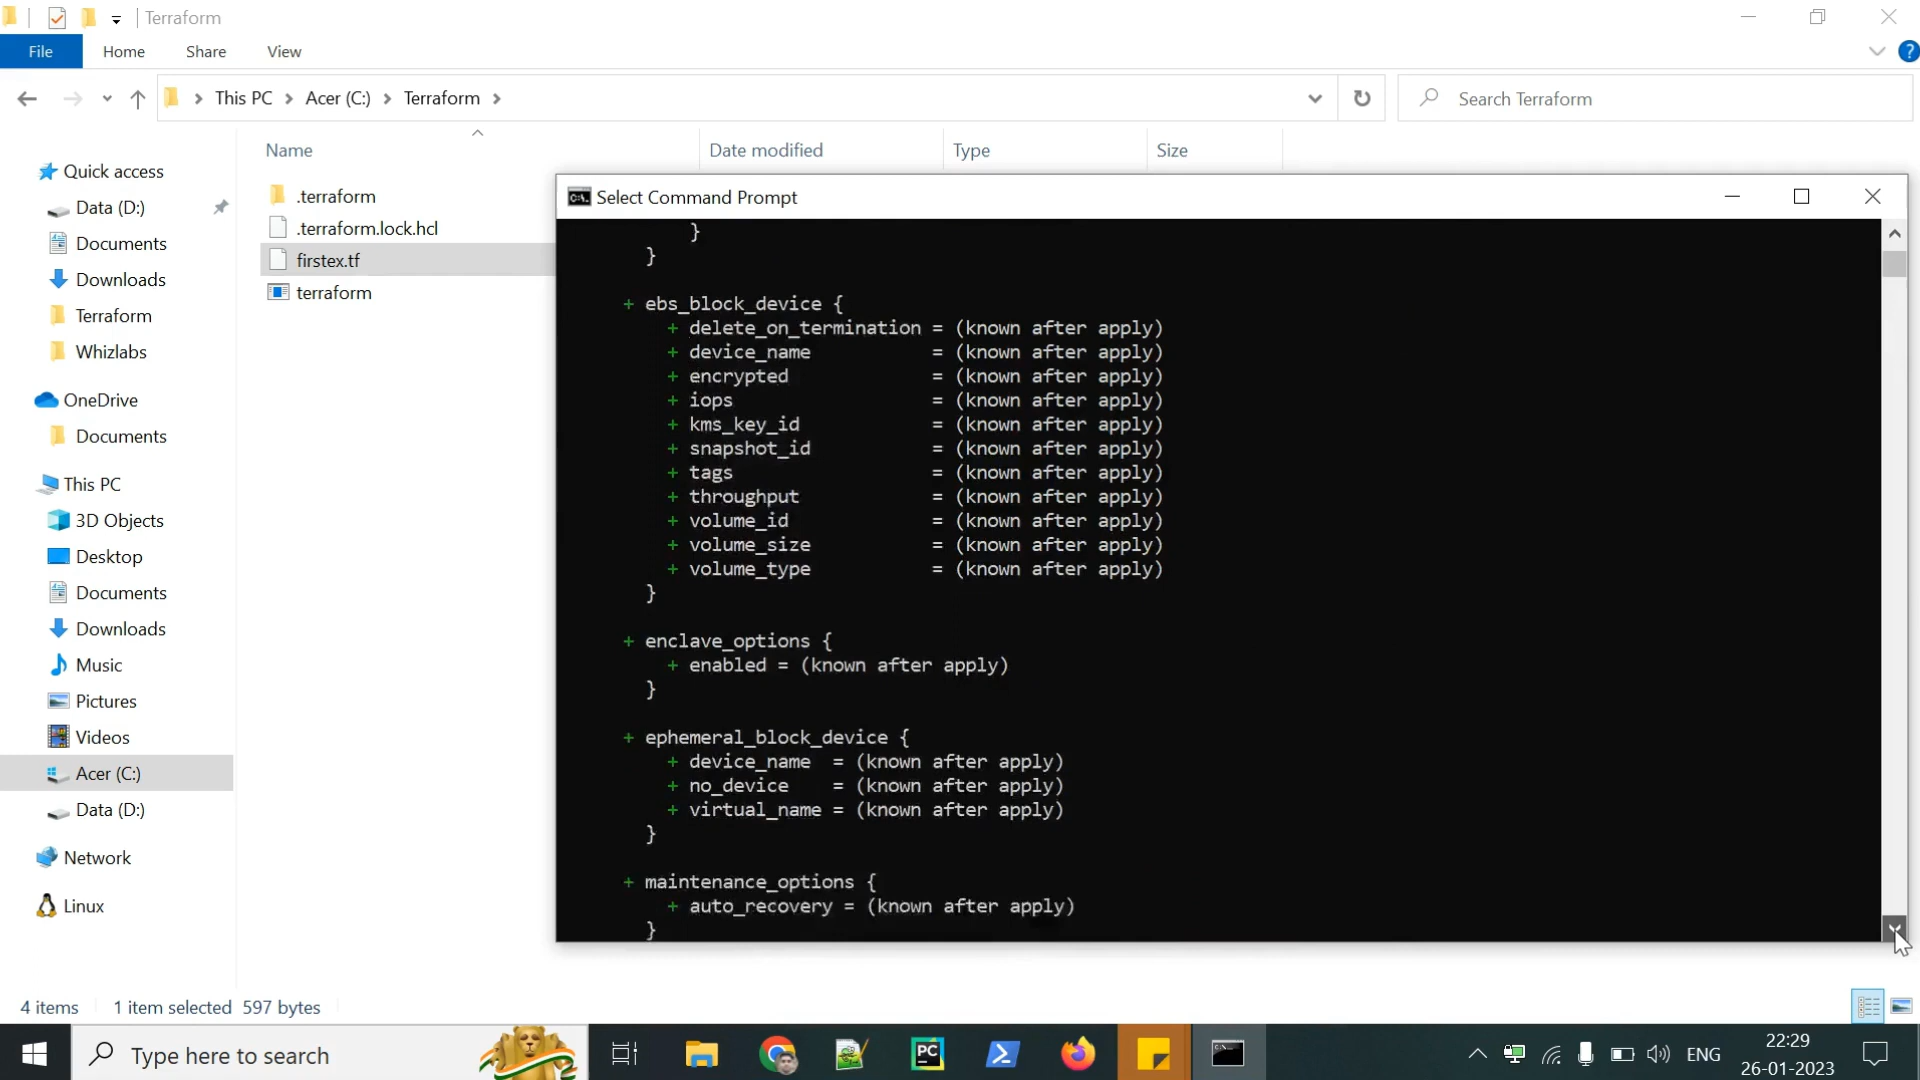 Terraform
File Home Share View
This PC Acer (C:) Terraform
Search Terraform
Name Date modified Type Size
Quick access
Data (D:)
Documents
Downloads
Terraform
Whizlabs
OneDrive
Documents
This PC
3D Objects
Desktop
Documents
Downloads
Music
Pictures
Videos
Acer (C:)
Data (D:)
Network
Linux
.terraform
.terraform.lock.hcl
firstex.tf
terraform
Select Command Prompt
}
}
+ ebs_block_device {
+ delete_on_termination = (known after apply)
+ device_name = (known after apply)
+ encrypted = (known after apply)
+ iops = (known after apply)
+ kms_key_id = (known after apply)
+ snapshot_id = (known after apply)
+ tags = (known after apply)
+ throughput = (known after apply)
+ volume_id = (known after apply)
+ volume_size = (known after apply)
+ volume_type = (known after apply)
}
+ enclave_options {
+ enabled = (known after apply)
}
+ ephemeral_block_device {
+ device_name = (known after apply)
+ no_device = (known after apply)
+ virtual_name = (known after apply)
}
+ maintenance_options {
+ auto_recovery = (known after apply)
}
4 items 1 item selected 597 bytes
Type here to search
PC
ENG
22:29
26-01-2023